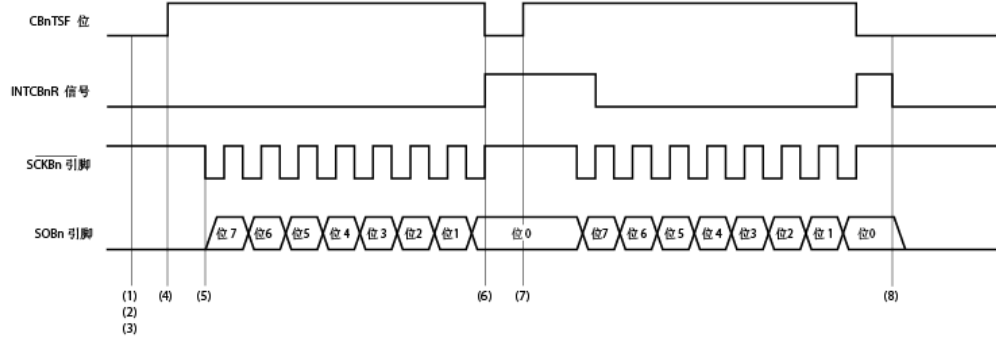 CBnTSF 位
INTCBnR 信号
SCKBn 引脚
SOBn 引脚
位 7 位6 位5 位 4 位 3 位2 位1 位 0 位7 位 6 位5 位 4 位3 位2 位 1 位0
(1) (4) (5) (6) (7) (8)
(2)
(3)